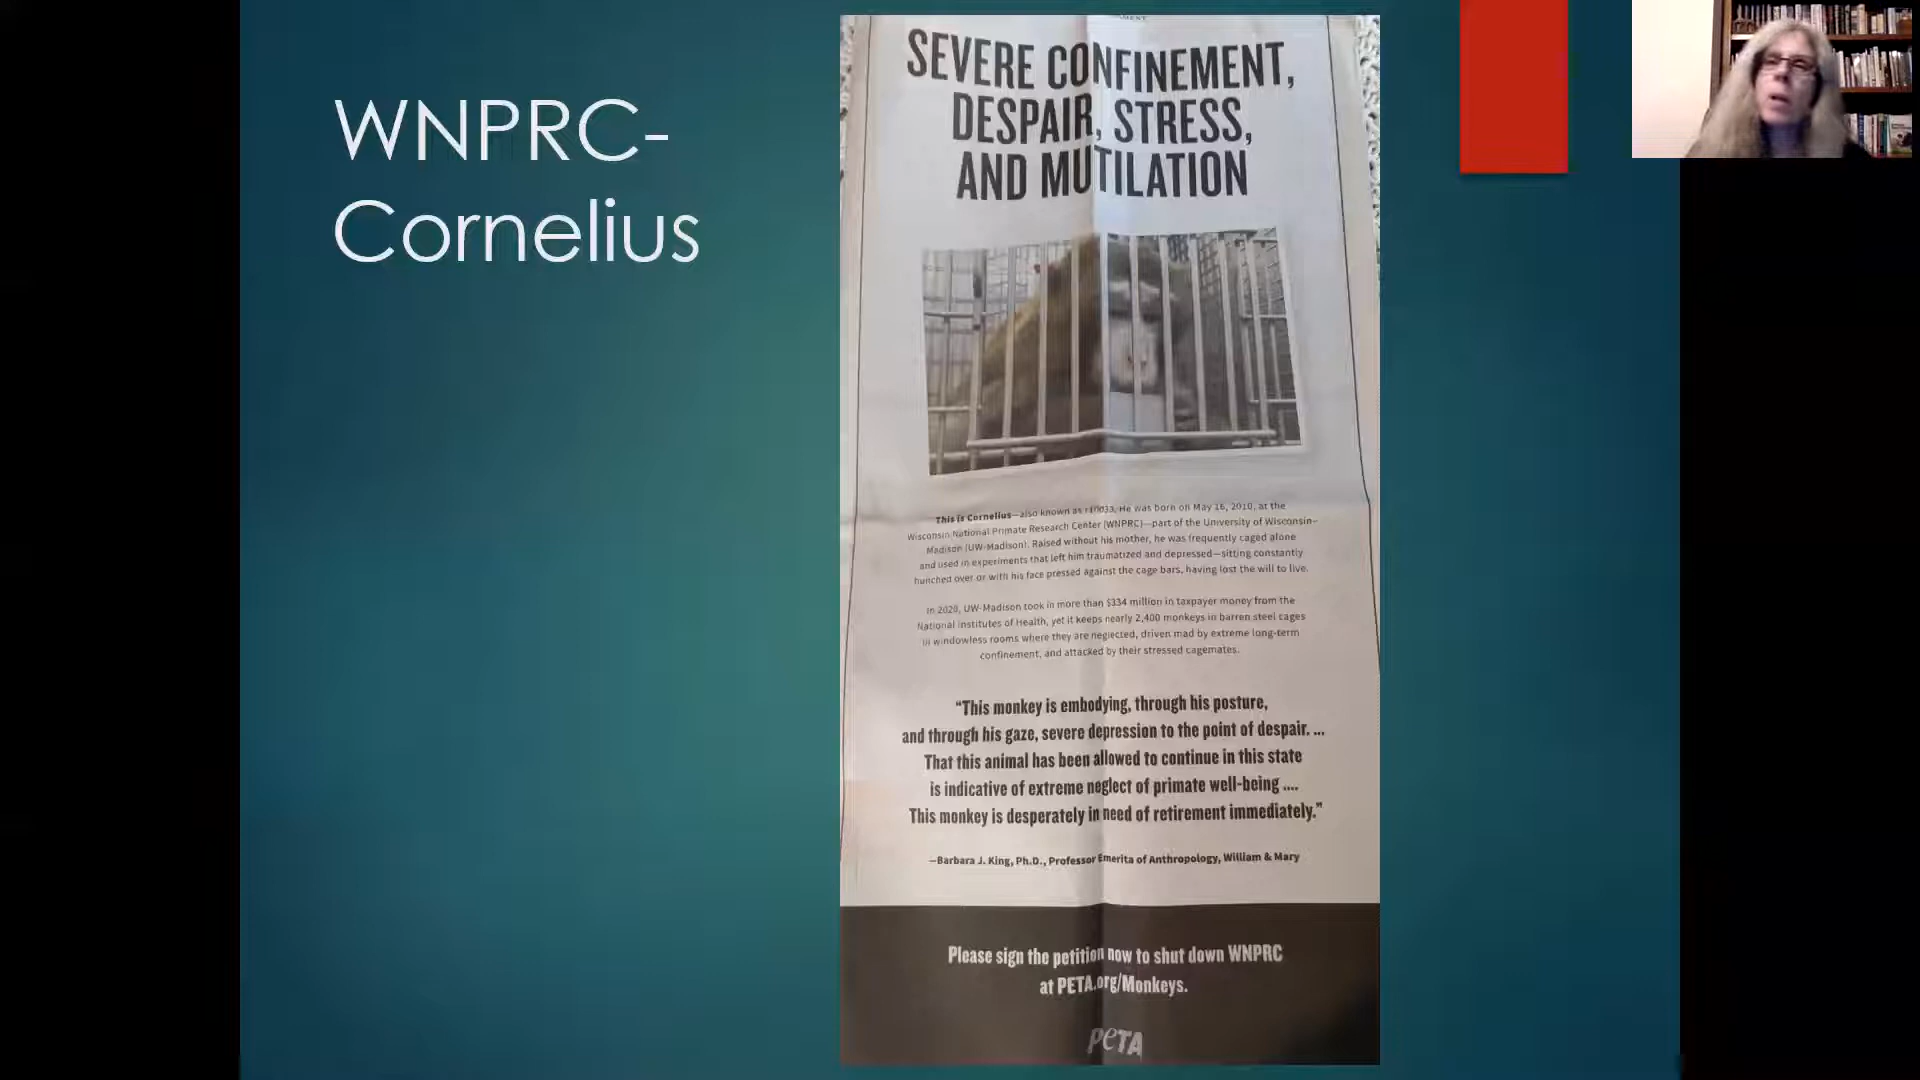 WNPRC-
Cornelius
SEVERE CONFINEMENT,
DESPAIR, STRESS,
AND MUTILATION
This is Cornelius—also known as r10033. He was born on May 16, 2010, at the
Wisconsin National Primate Research Center (WNPRC)—part of the University of Wisconsin–
Madison (UW-Madison). Raised without his mother, he was frequently caged alone
and used in experiments that left him traumatized and depressed—sitting constantly
hunched over or with his face pressed against the cage bars, having lost the will to live.
In 2020, UW-Madison took in more than $334 million in taxpayer money from the
National Institutes of Health, yet it keeps nearly 2,400 monkeys in barren steel cages
in windowless rooms where they are neglected, driven mad by extreme long-term
confinement, and attacked by their stressed cagemates.
“This monkey is embodying, through his posture,
and through his gaze, severe depression to the point of despair. ...
That this animal has been allowed to continue in this state
is indicative of extreme neglect of primate well-being ....
This monkey is desperately in need of retirement immediately.”
—Barbara J. King, Ph.D., Professor Emerita of Anthropology, William & Mary
Please sign the petition now to shut down WNPRC
at PETA.org/Monkeys.
PETA